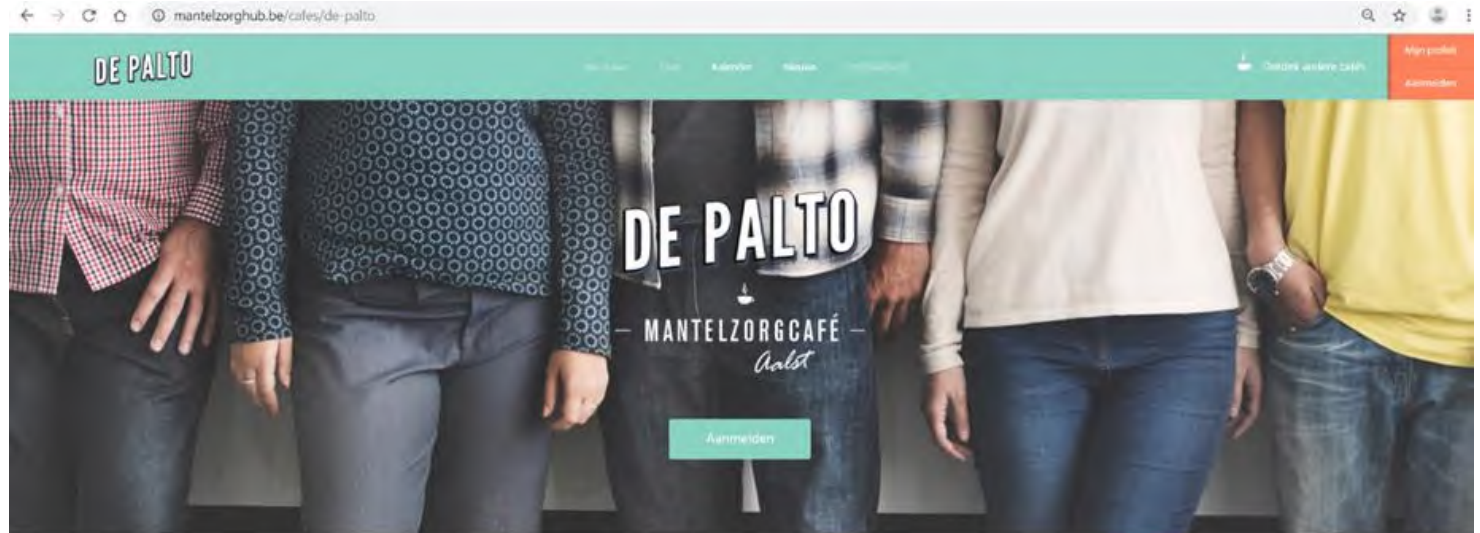 mantelzorghub.be/cafes/de-palto
DE PALTO
Kalender Nieuws
Ontdek andere cafés
Mijn profiel
Aanmelden
DE PALTO
MANTELZORGCAFÉ
Aalst
Aanmelden